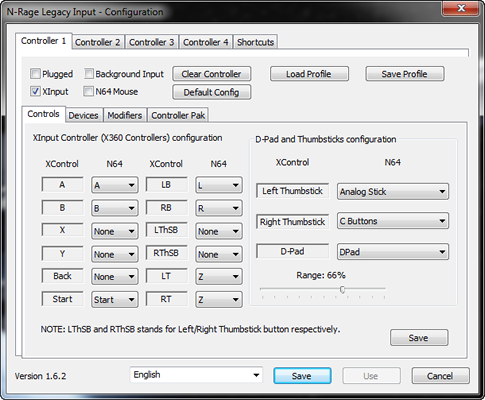 N-Rage Legacy Input - Configuration
Controller 1 Controller 2 Controller 3 Controller 4 Shortcuts
Plugged Background Input Clear Controller Load Profile Save Profile
XInput N64 Mouse Default Config
Controls Devices Modifiers Controller Pak
XInput Controller (X360 Controllers) configuration
XControl N64 XControl N64
A A LB L
B B RB R
X None LThSB None
Y None RThSB None
Back None LT Z
Start Start RT Z
D-Pad and Thumbsticks configuration
XControl N64
Left Thumbstick Analog Stick
Right Thumbstick C Buttons
D-Pad DPad
Range: 66%
NOTE: LThSB and RThSB stands for Left/Right Thumbstick button respectively.
Save
Version 1.6.2 English Save Use Cancel